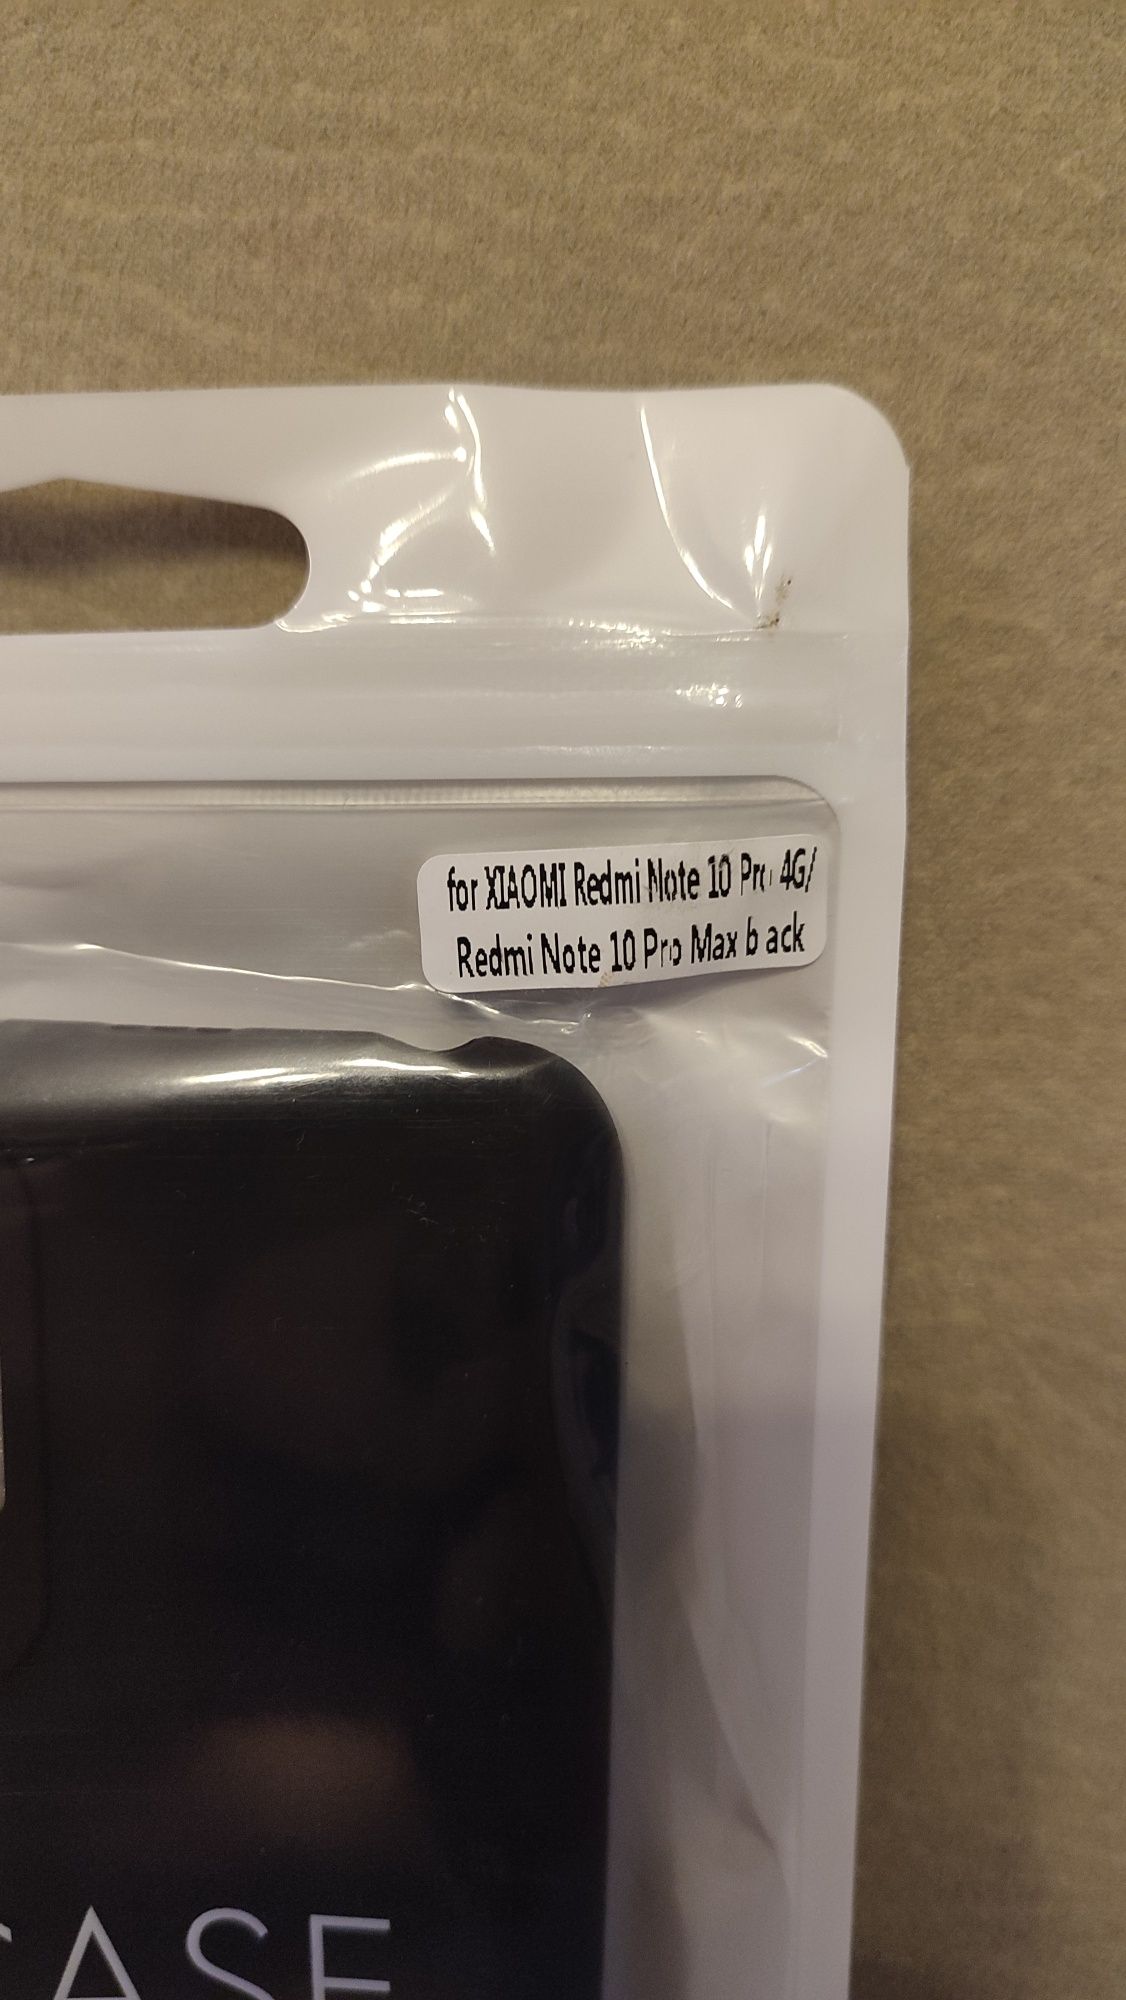 for XIAOMI Redmi Note 10 Pro 4G/
Redmi Note 10 Pro Max b ack
CASE